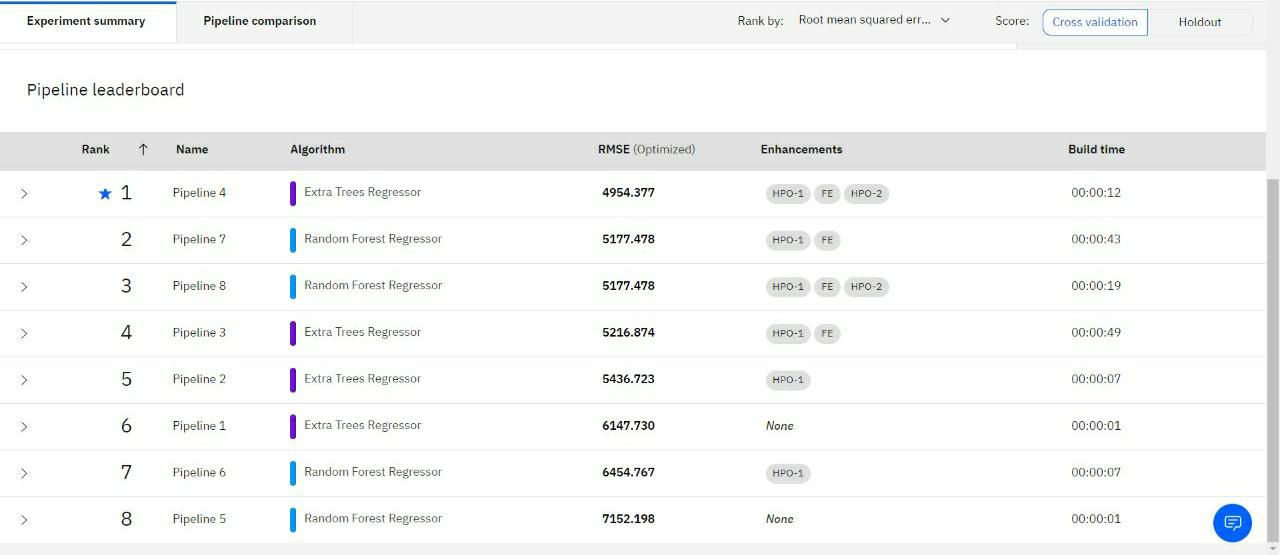 Experiment summary Pipeline comparison Rank by: Root mean squared err... Score: Cross validation Holdout
Pipeline leaderboard
Rank ↑ Name Algorithm RMSE (Optimized) Enhancements Build time
★ 1 Pipeline 4 Extra Trees Regressor 4954.377 HPO-1 FE HPO-2 00:00:12
2 Pipeline 7 Random Forest Regressor 5177.478 HPO-1 FE 00:00:43
3 Pipeline 8 Random Forest Regressor 5177.478 HPO-1 FE HPO-2 00:00:19
4 Pipeline 3 Extra Trees Regressor 5216.874 HPO-1 FE 00:00:49
5 Pipeline 2 Extra Trees Regressor 5436.723 HPO-1 00:00:07
6 Pipeline 1 Extra Trees Regressor 6147.730 None 00:00:01
7 Pipeline 6 Random Forest Regressor 6454.767 HPO-1 00:00:07
8 Pipeline 5 Random Forest Regressor 7152.198 None 00:00:01